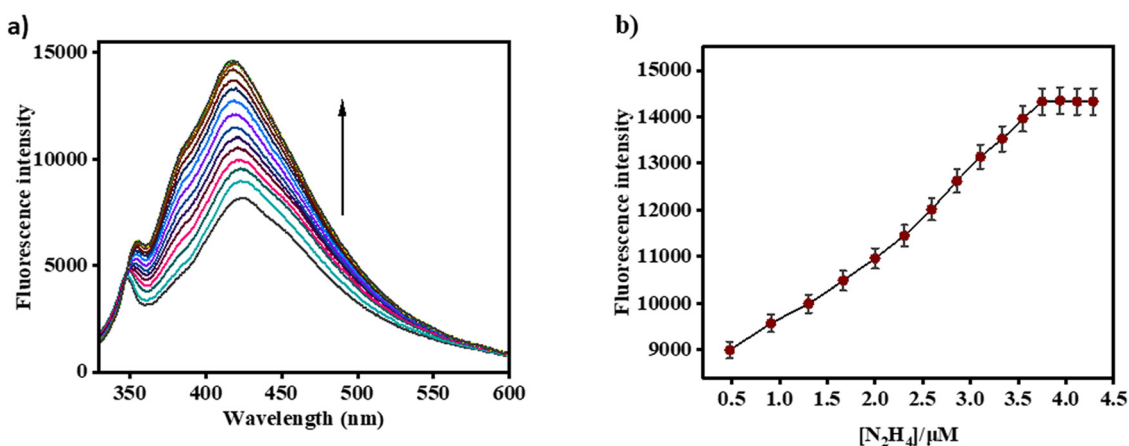 a)
15000
10000
5000
0
Fluorescence intensity
350 400 450 500 550 600
Wavelength (nm)
b)
15000
14000
13000
12000
11000
10000
9000
Fluorescence intensity
0.5 1.0 1.5 2.0 2.5 3.0 3.5 4.0 4.5
[N₂H₄]/μM